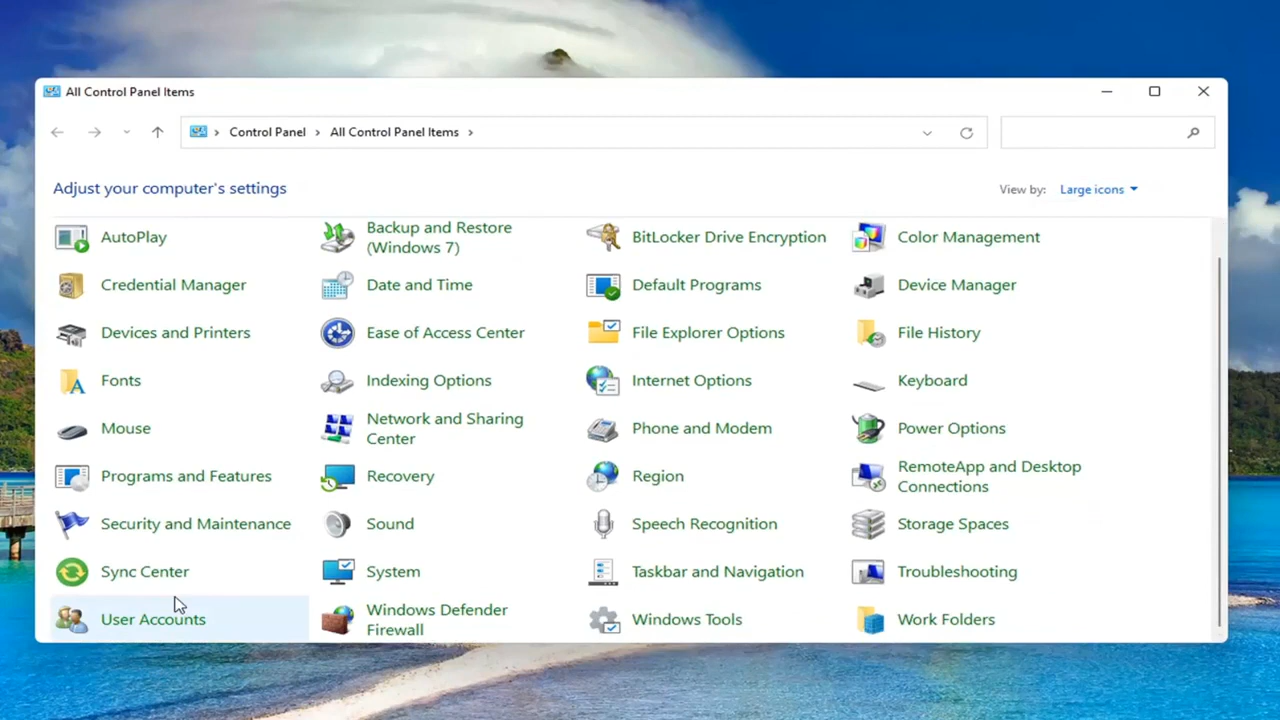 All Control Panel Items
Control Panel > All Control Panel Items >
Adjust your computer's settings
View by: Large icons
AutoPlay
Backup and Restore
(Windows 7)
BitLocker Drive Encryption
Color Management
Credential Manager
Date and Time
Default Programs
Device Manager
Devices and Printers
Ease of Access Center
File Explorer Options
File History
Fonts
Indexing Options
Internet Options
Keyboard
Mouse
Network and Sharing
Center
Phone and Modem
Power Options
Programs and Features
Recovery
Region
RemoteApp and Desktop
Connections
Security and Maintenance
Sound
Speech Recognition
Storage Spaces
Sync Center
System
Taskbar and Navigation
Troubleshooting
User Accounts
Windows Defender
Firewall
Windows Tools
Work Folders